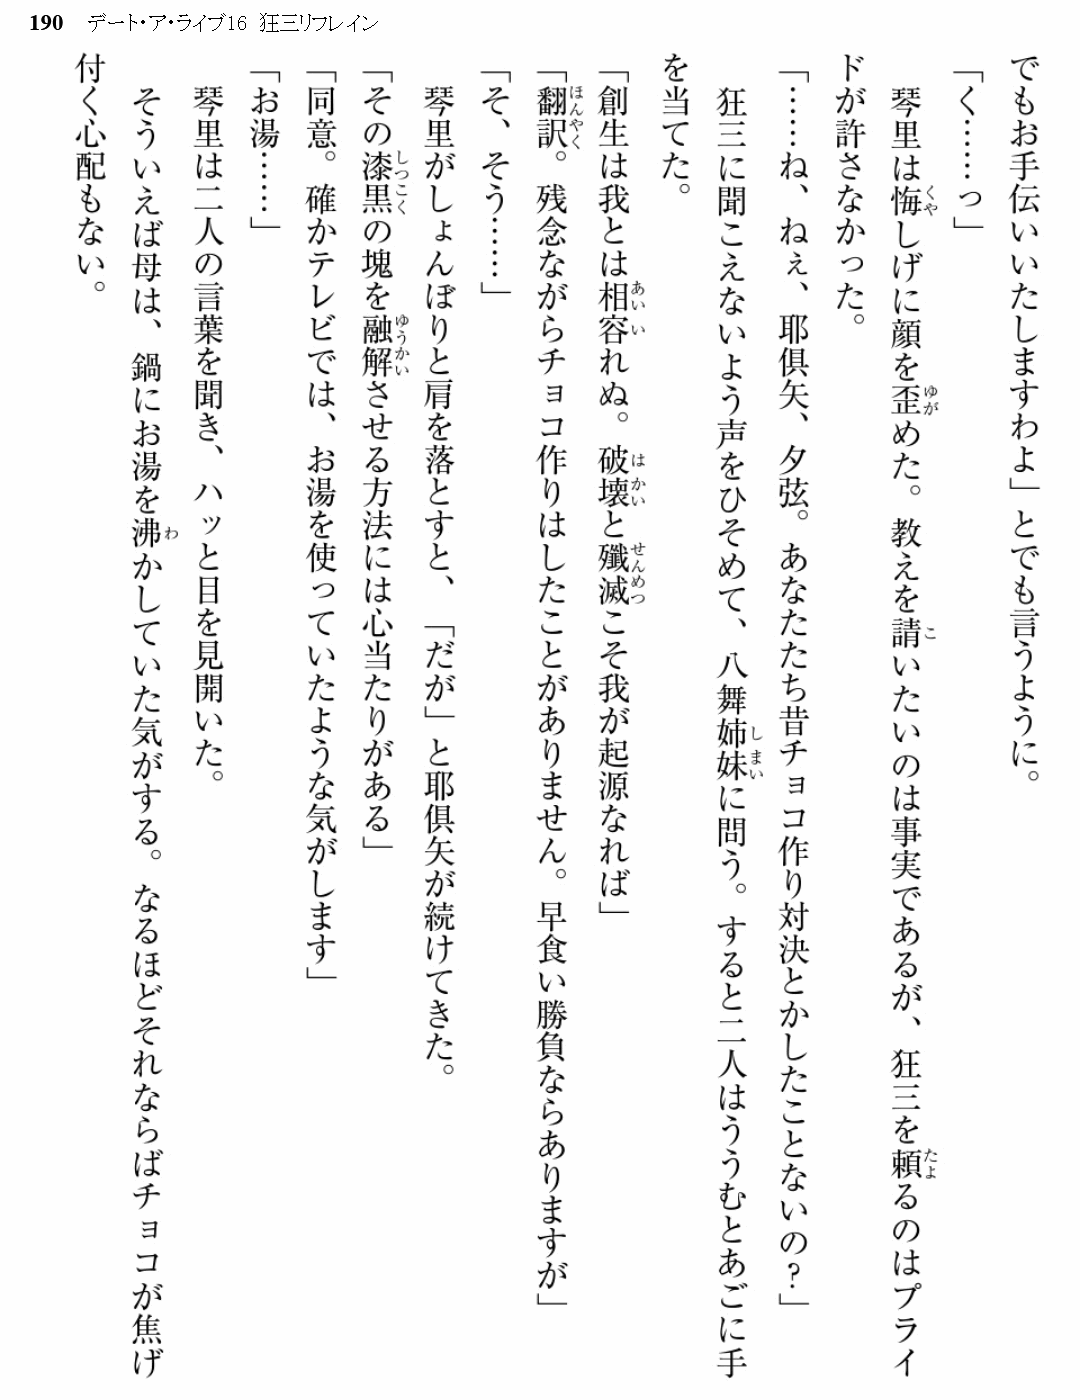 190 デート・ア・ライブ16 狂三リフレイン
でもお手伝いいたしますわよ」とでも言うように。
「く……っ」
琴里は悔しげに顔を歪めた。教えを請いたいのは事実であるが、狂三を頼るのはプライ
ドが許さなかった。
「……ね、ねぇ、耶倶矢、夕弦。あなたたち昔チョコ作り対決とかしたことないの？」
狂三に聞こえないよう声をひそめて、八舞姉妹に問う。すると二人はううむとあごに手
を当てた。
「創生は我とは相容れぬ。破壊と殲滅こそ我が起源なれば」
「翻訳。残念ながらチョコ作りはしたことがありません。早食い勝負ならありますが」
「そ、そう……」
琴里がしょんぼりと肩を落とすと、「だが」と耶倶矢が続けてきた。
「その漆黒の塊を融解させる方法には心当たりがある」
「同意。確かテレビでは、お湯を使っていたような気がします」
「お湯……」
琴里は二人の言葉を聞き、ハッと目を見開いた。
そういえば母は、鍋にお湯を沸かしていた気がする。なるほどそれならばチョコが焦げ
付く心配もない。